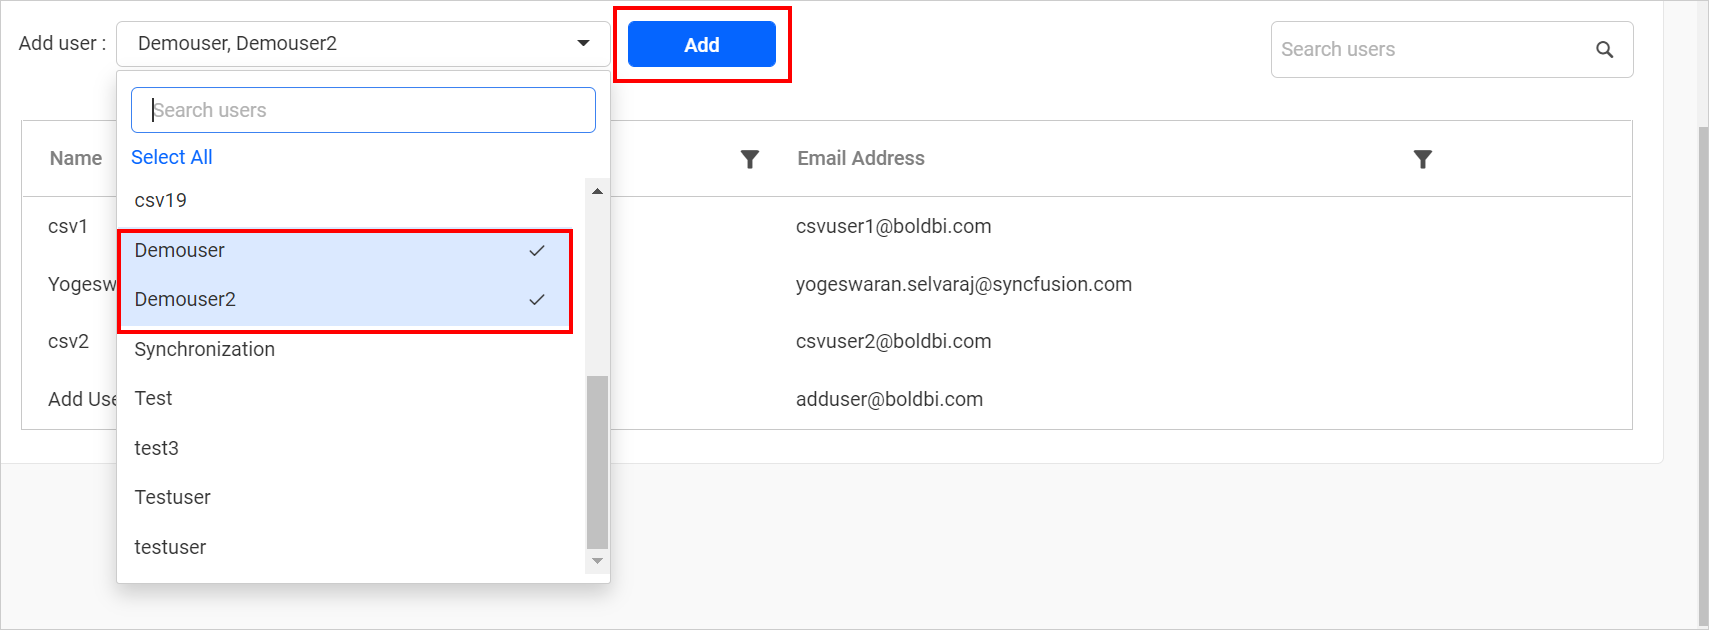 Add user :
Demouser, Demouser2
Add
Search users
Search users
Select All
Name
Email Address
csv19
csv1
csvuser1@boldbi.com
Demouser
Yogesw
yogeswaran.selvaraj@syncfusion.com
Demouser2
csv2
csvuser2@boldbi.com
Synchronization
Add Use
adduser@boldbi.com
Test
test3
Testuser
testuser